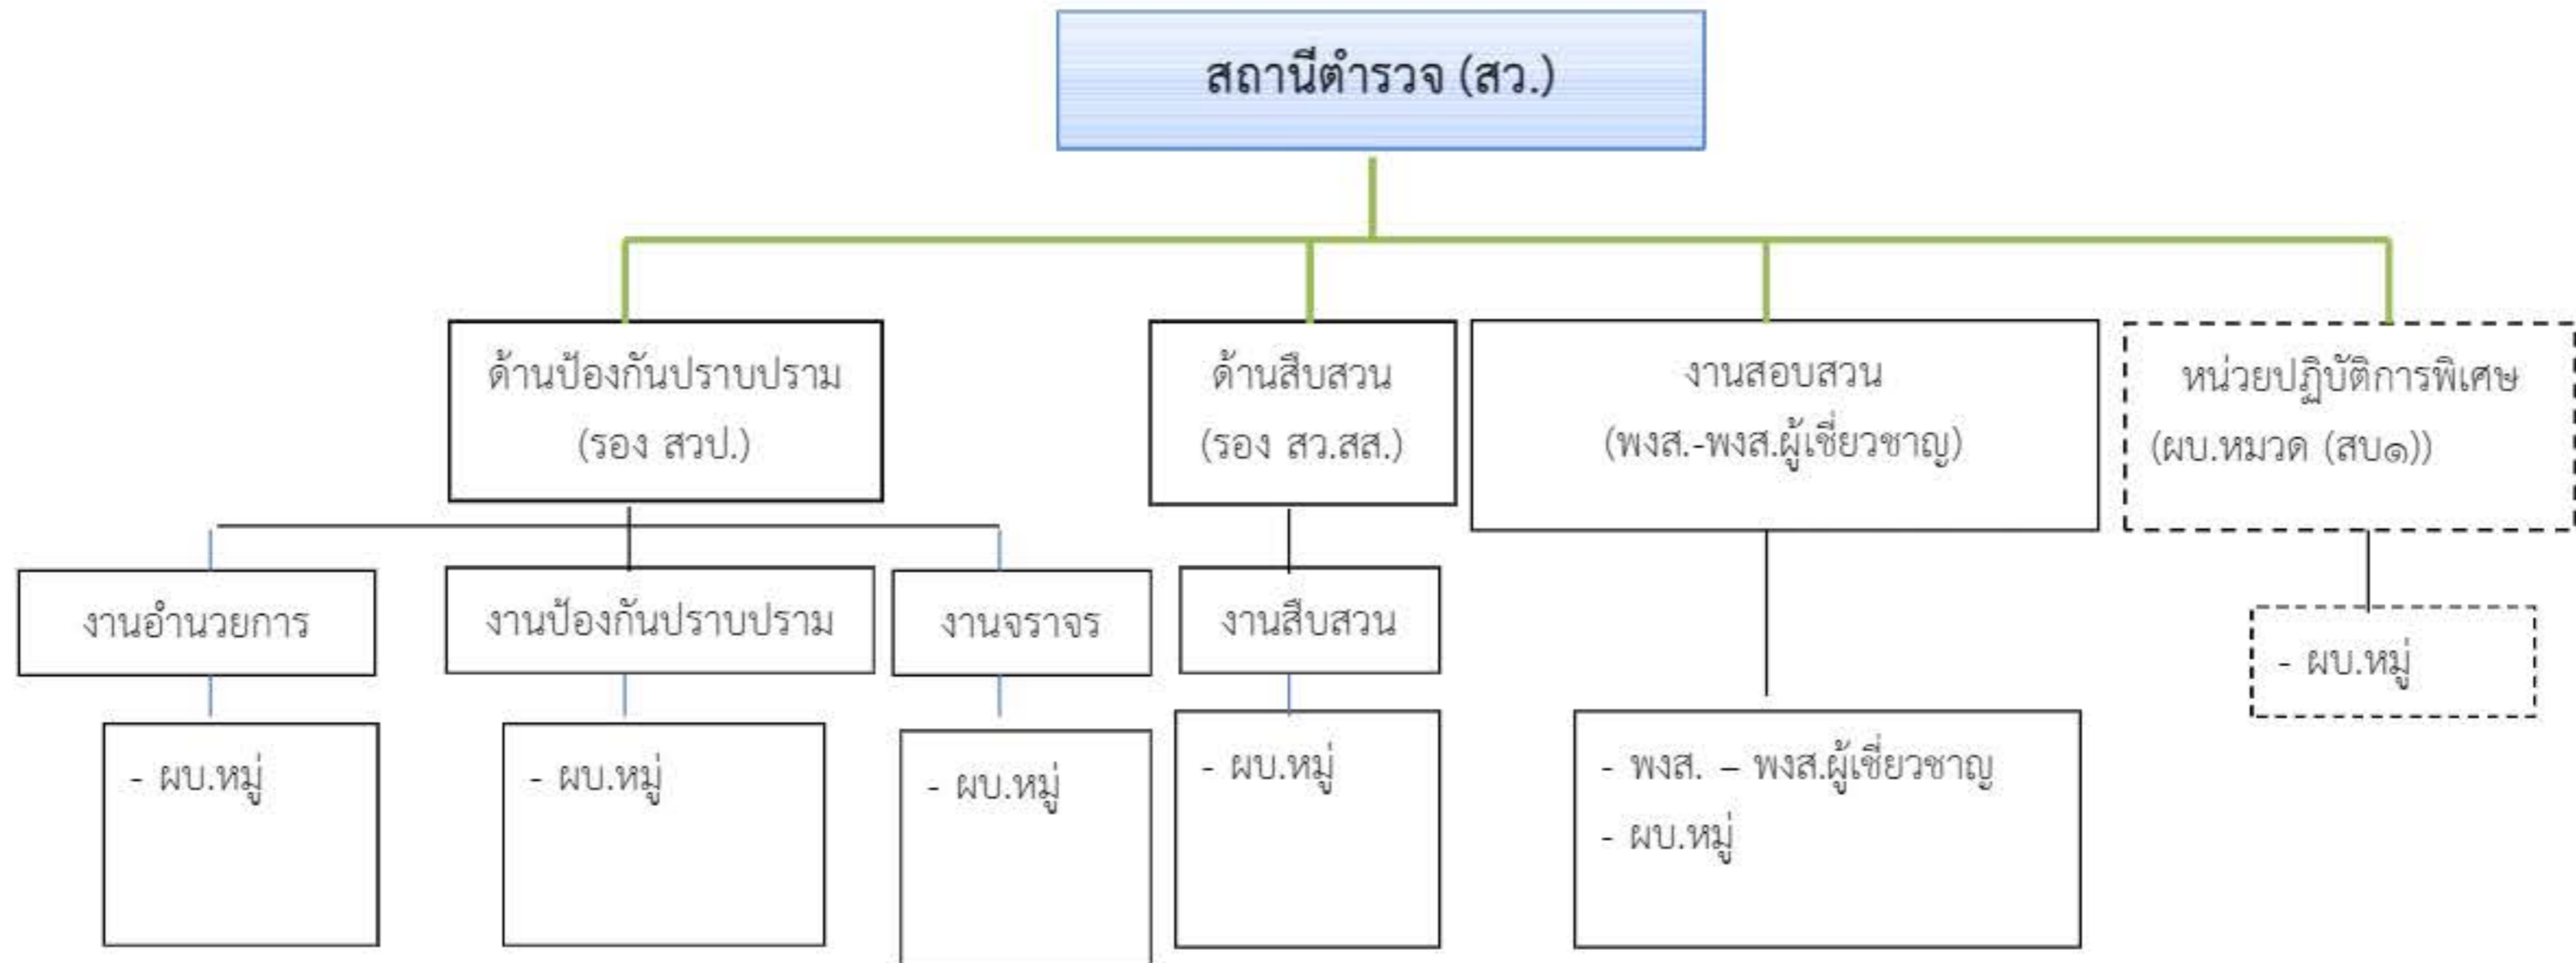 สถานีตำรวจ (สว.)
ด้านป้องกันปราบปราม
(รอง สวป.)
ด้านสืบสวน
(รอง สว.สส.)
งานสอบสวน
(พงส.-พงส.ผู้เชี่ยวชาญ)
หน่วยปฏิบัติการพิเศษ
(ผบ.หมวด (สบ๑))
งานอำนวยการ
งานป้องกันปราบปราม
งานจราจร
งานสืบสวน
- ผบ.หมู่
- ผบ.หมู่
- ผบ.หมู่
- ผบ.หมู่
- พงส. – พงส.ผู้เชี่ยวชาญ
- ผบ.หมู่
- ผบ.หมู่